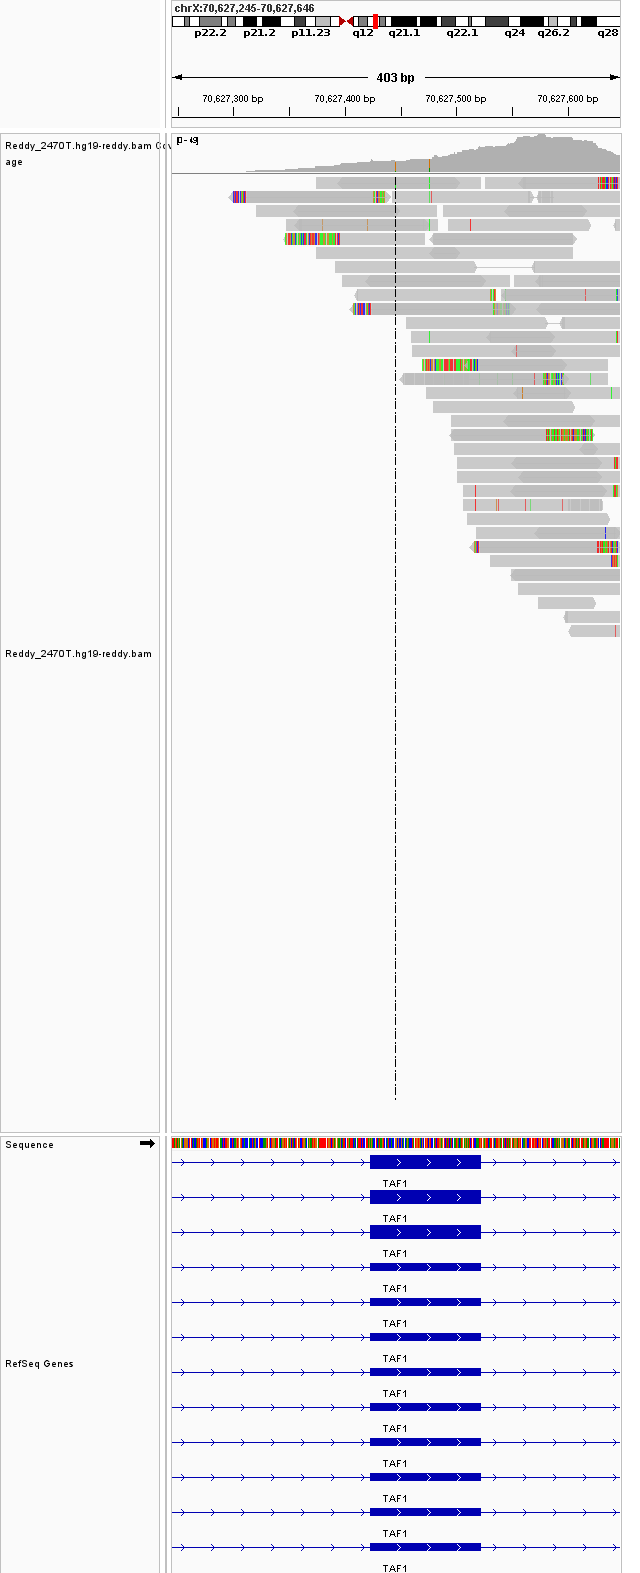 chrX:70,627,245-70,627,646
p22.2 p21.2 p11.23 q12 q21.1 q22.1 q24 q26.2 q28
403 bp
70,627,300 bp 70,627,400 bp 70,627,500 bp 70,627,600 bp
Reddy_2470T.hg19-reddy.bam Cov
age
Reddy_2470T.hg19-reddy.bam
Sequence
TAF1
TAF1
TAF1
TAF1
TAF1
TAF1
RefSeq Genes
TAF1
TAF1
TAF1
TAF1
TAF1
TAF1